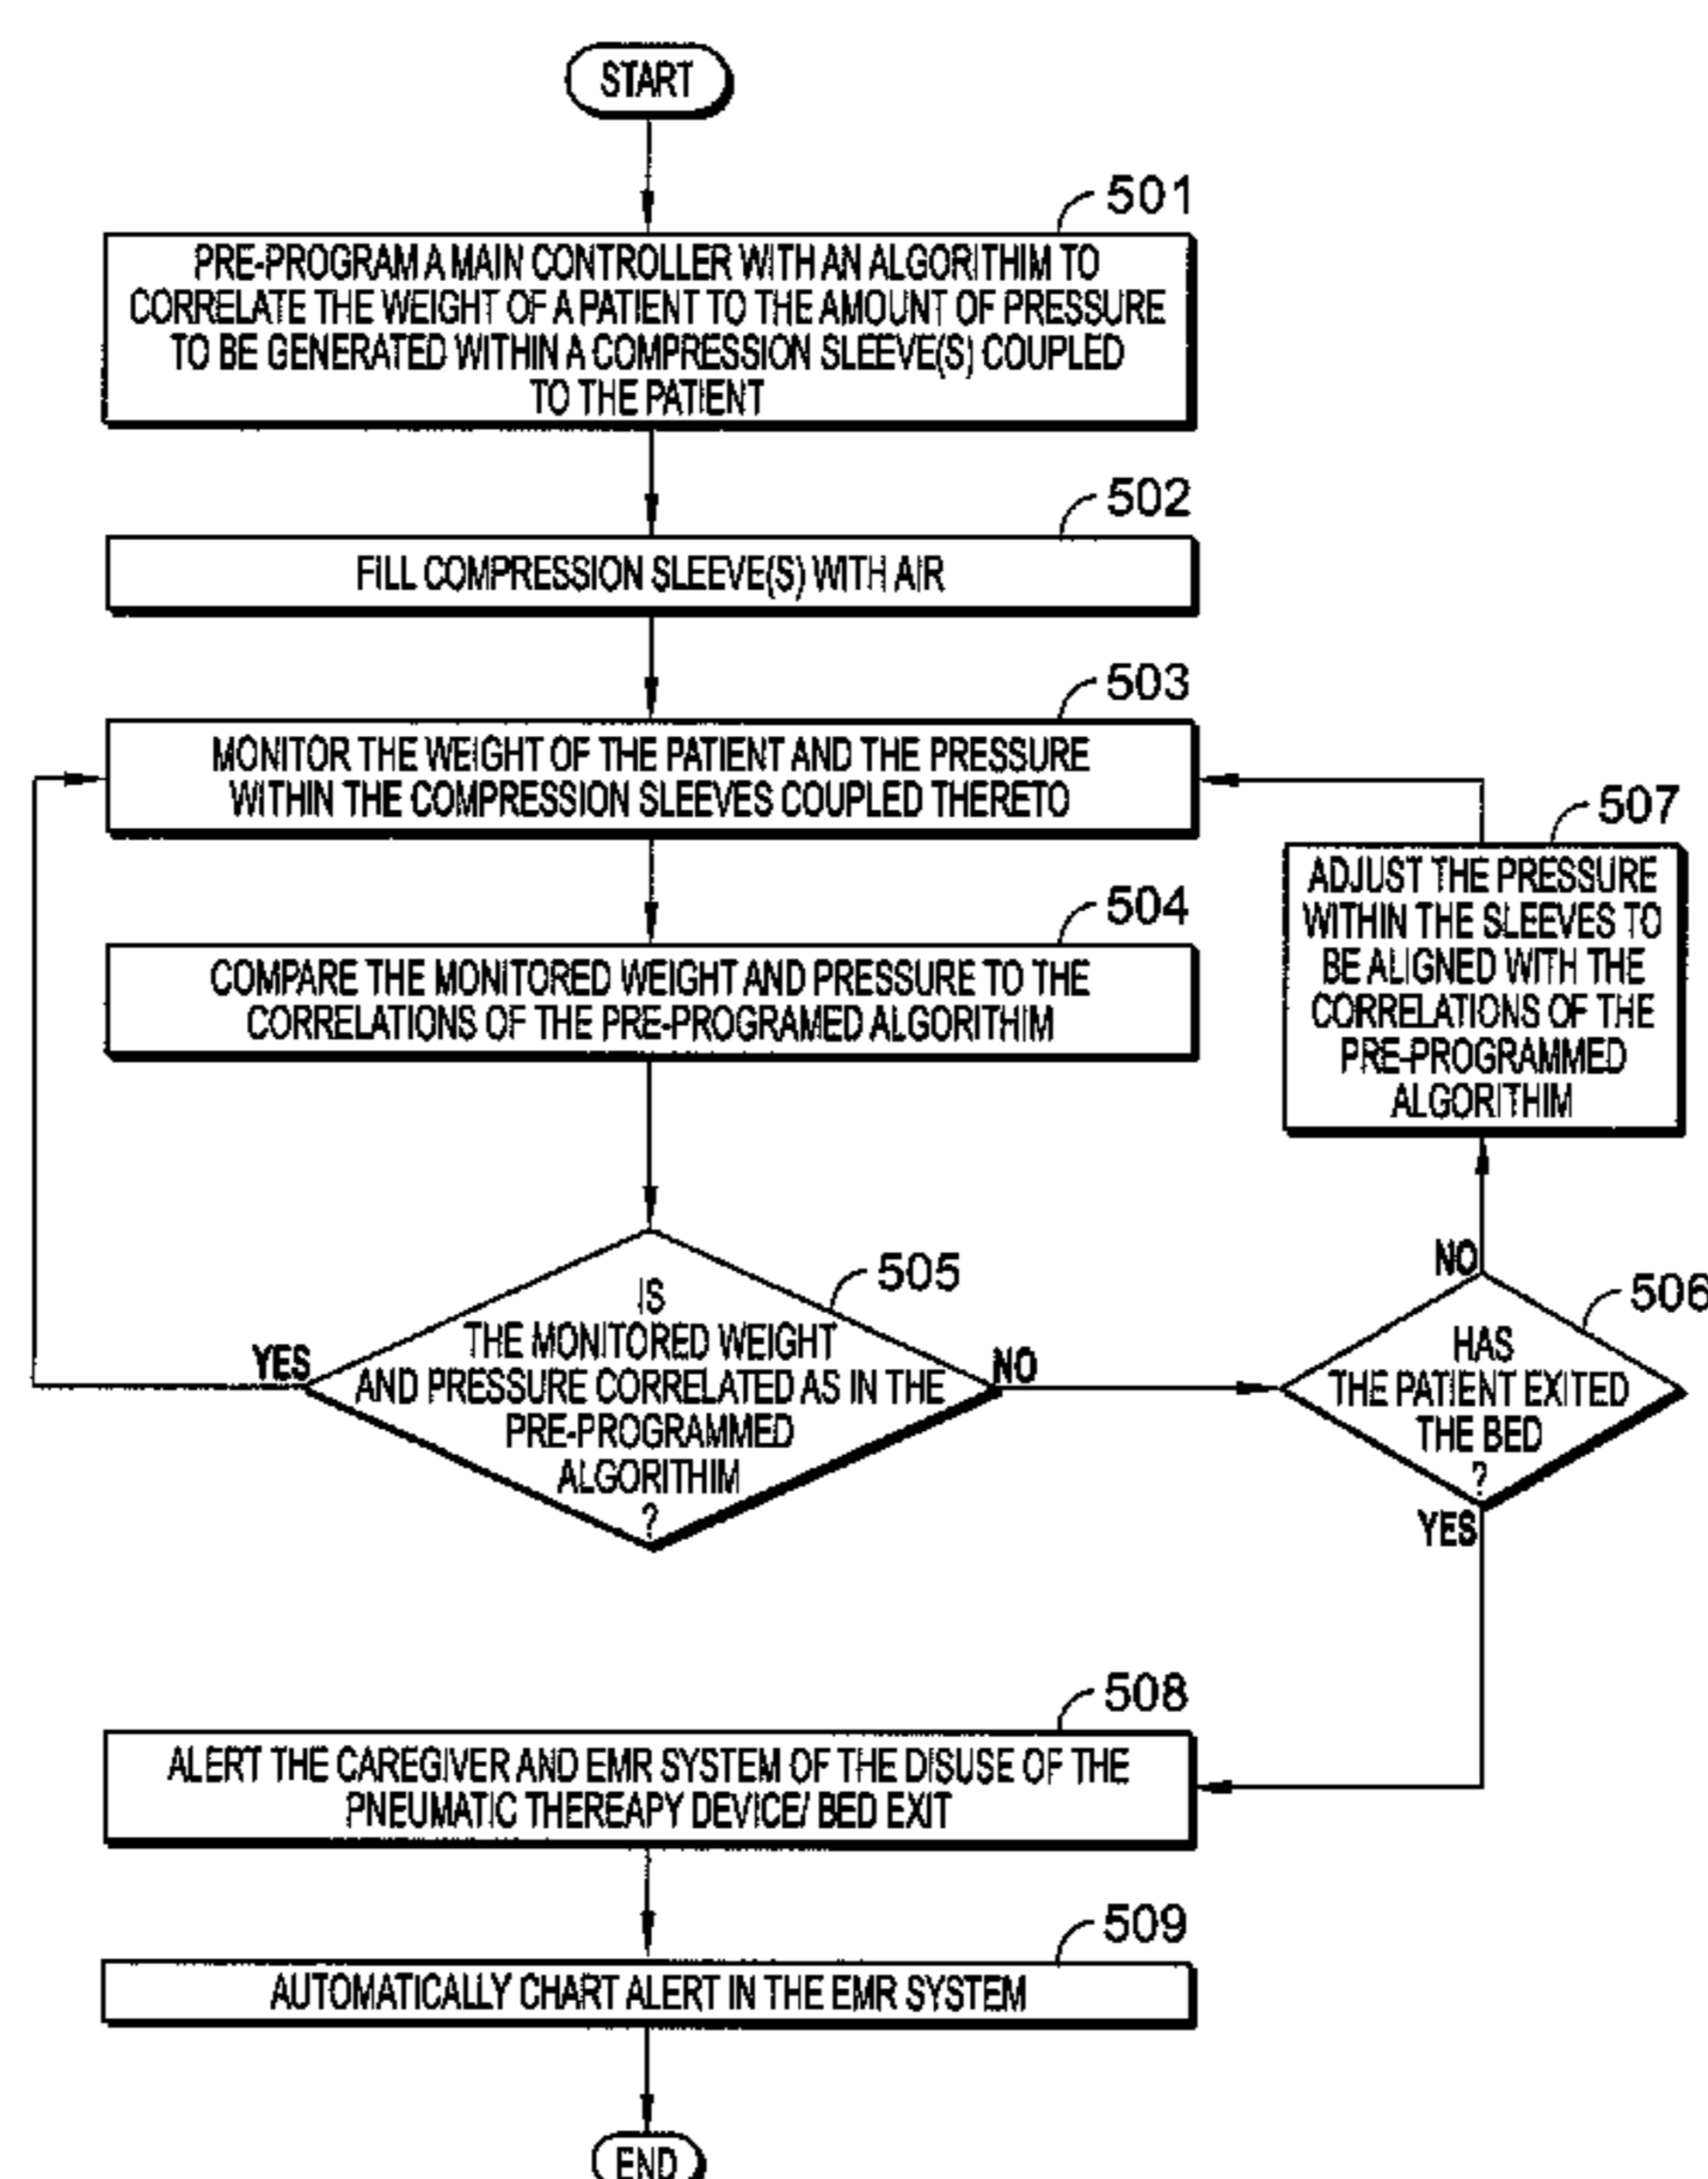 START
501
PRE-PROGRAM A MAIN CONTROLLER WITH AN ALGORITHIM TO
CORRELATE THE WEIGHT OF A PATIENT TO THE AMOUNT OF PRESSURE
TO BE GENERATED WITHIN A COMPRESSION SLEEVE(S) COUPLED
TO THE PATIENT
502
FILL COMPRESSION SLEEVE(S) WITH AIR
503
MONITOR THE WEIGHT OF THE PATIENT AND THE PRESSURE
WITHIN THE COMPRESSION SLEEVES COUPLED THERETO
504
COMPARE THE MONITORED WEIGHT AND PRESSURE TO THE
CORRELATIONS OF THE PRE-PROGRAMED ALGORITHIM
505
IS
THE MONITORED WEIGHT
AND PRESSURE CORRELATED AS IN THE
PRE-PROGRAMMED
ALGORITHIM
?
YES
NO
506
HAS
THE PATIENT EXITED
THE BED
?
NO
YES
507
ADJUST THE PRESSURE
WITHIN THE SLEEVES TO
BE ALIGNED WITH THE
CORRELATIONS OF THE
PRE-PROGRAMMED
ALGORITHIM
508
ALERT THE CAREGIVER AND EMR SYSTEM OF THE DISUSE OF THE
PNEUMATIC THEREAPY DEVICE/ BED EXIT
509
AUTOMATICALLY CHART ALERT IN THE EMR SYSTEM
END